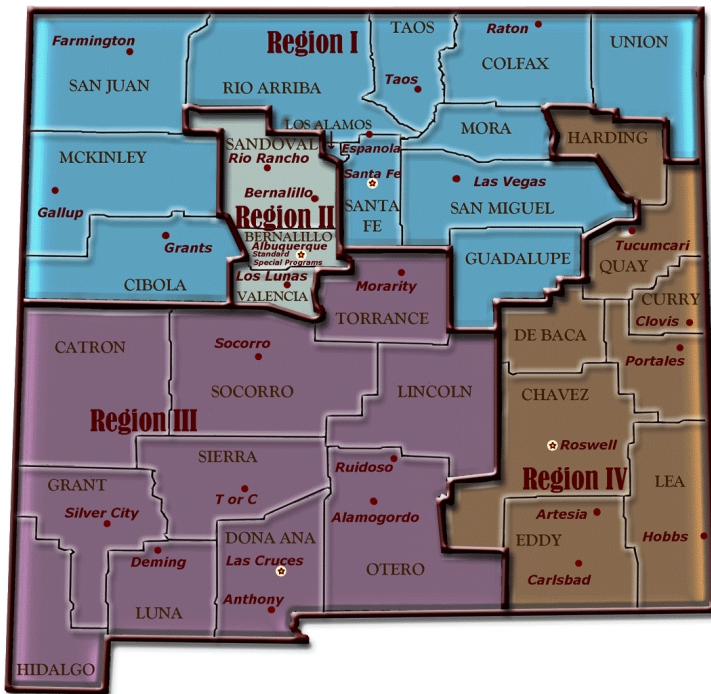 Region I
TAOS
Raton
UNION
Farmington
SAN JUAN
RIO ARRIBA
Taos
COLFAX
LOS ALAMOS
MORA
HARDING
MCKINLEY
SANDOVAL
Rio Rancho
Espanola
Santa Fe
Las Vegas
Gallup
Bernalillo
SANTA
FE
SAN MIGUEL
Region II
BERNALILLO
Albuquerque
Standard
Special Programs
Grants
Tucumcari
CIBOLA
Los Lunas
VALENCIA
Morarity
TORRANCE
GUADALUPE
QUAY
CURRY
Clovis
CATRON
Socorro
SOCORRO
DE BACA
Portales
LINCOLN
CHAVEZ
Region III
Roswell
SIERRA
Ruidoso
Region IV
GRANT
T or C
LEA
Silver City
Alamogordo
Artesia
DONA ANA
EDDY
Hobbs
Deming
Las Cruces
OTERO
Carlsbad
LUNA
Anthony
HIDALGO